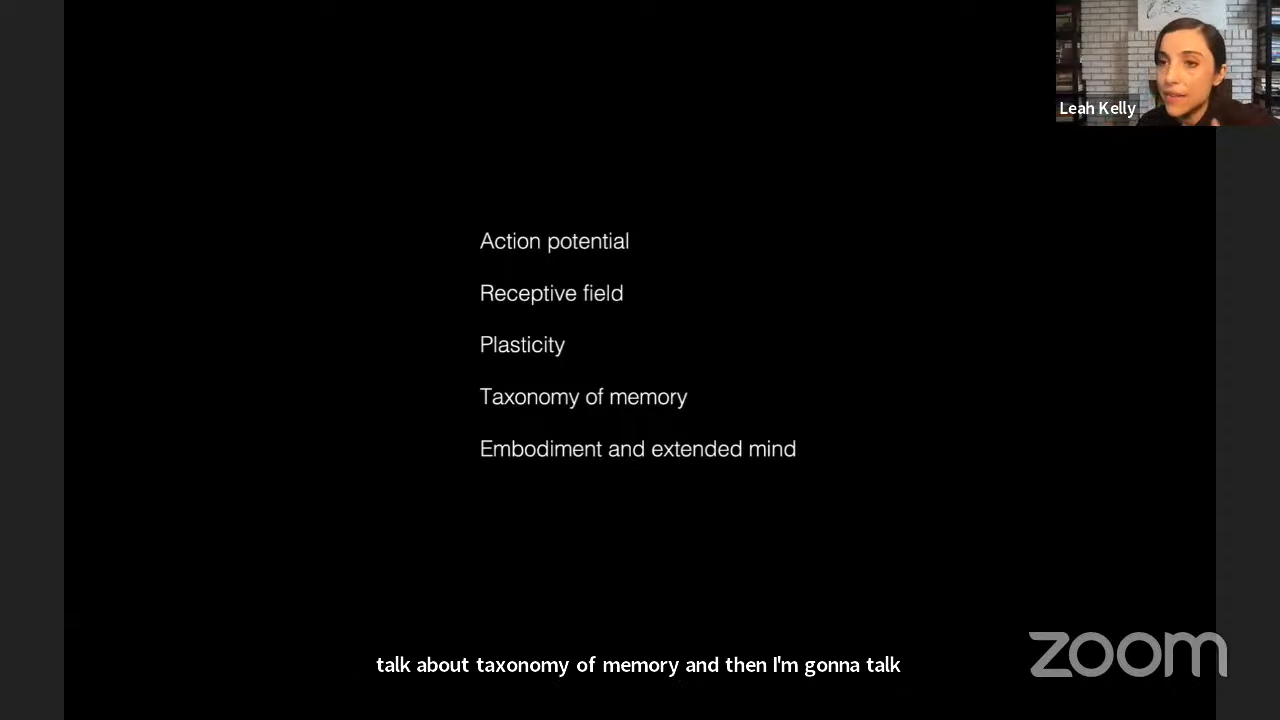 Leah Kelly
Action potential
Receptive field
Plasticity
Taxonomy of memory
Embodiment and extended mind
talk about taxonomy of memory and then I'm gonna talk
zoom